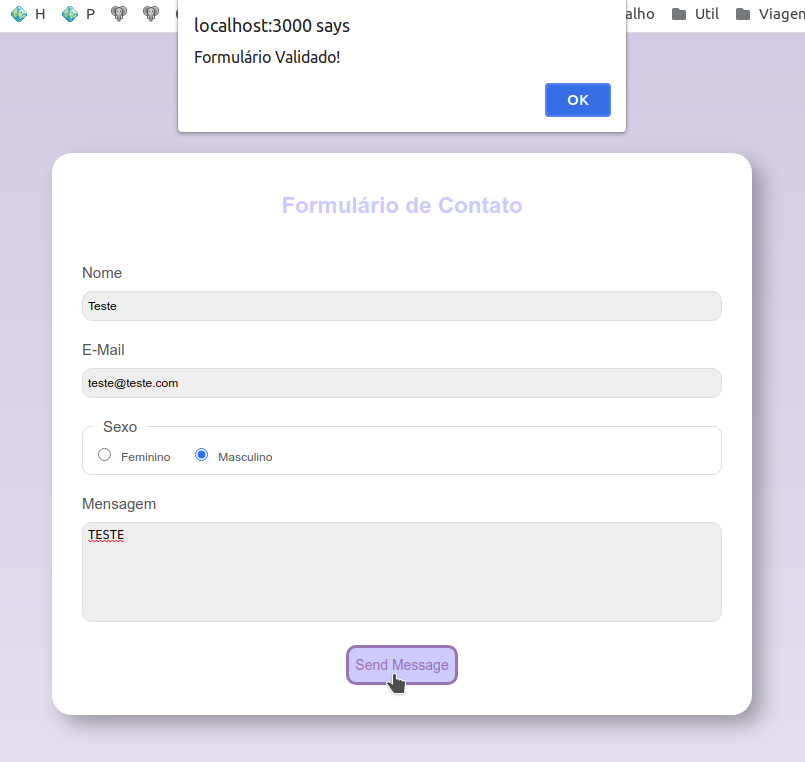 H P alho Util Viagem
localhost:3000 says
Formulário Validado!
OK
Formulário de Contato
Nome
Teste
E-Mail
teste@teste.com
Sexo
Feminino Masculino
Mensagem
TESTE
Send Message